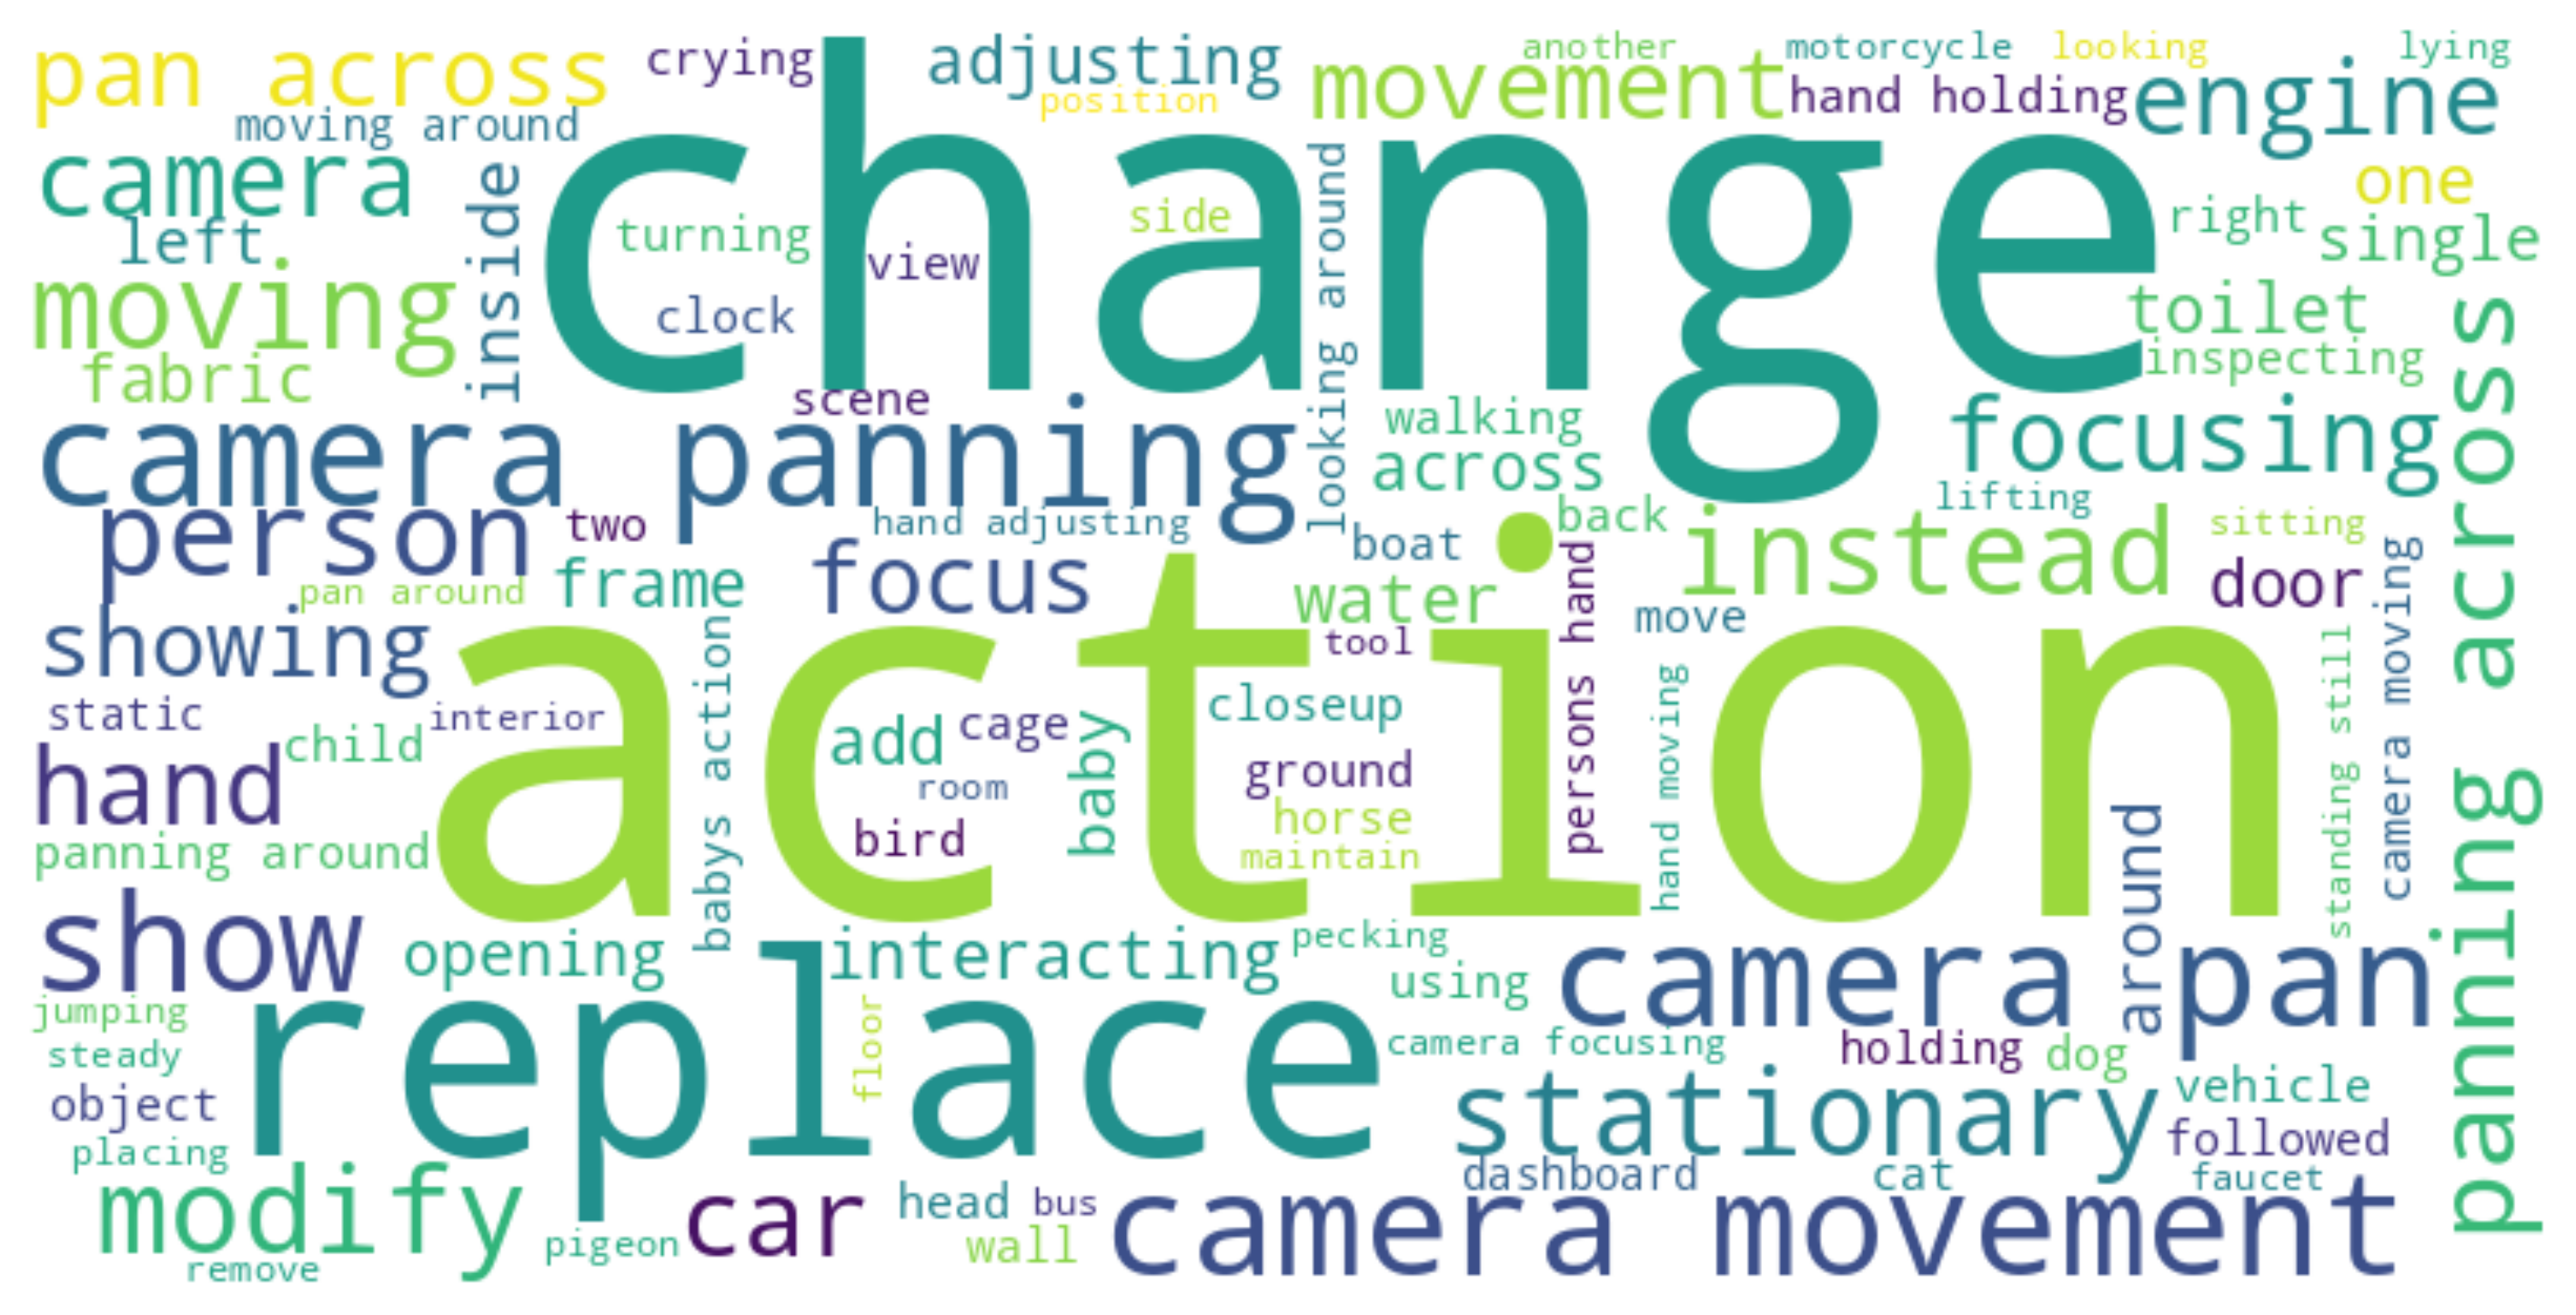 pan across
crying
adjusting
another
motorcycle
looking
lying
position
movement
hand holding
engine
moving around
change
camera
inside
looking around
one
left
turning
side
right
single
view
moving
clock
toilet
fabric
inspecting
scene
walking
focusing
panning across
camera panning
across
lifting
person
two
hand adjusting
boat
back
instead
sitting
pan around
frame
focus
water
persons hand
door
camera moving
showing
babys action
action
tool
move
static
interior
closeup
hand moving
standing still
child
add
cage
baby
hand
room
ground
horse
panning around
bird
maintain
around
show
opening
interacting
pecking
using
camera pan
jumping
replace
floor
camera focusing
holding
dog
steady
object
stationary
vehicle
placing
followed
dashboard
cat
faucet
modify
car
head
bus
camera movement
pigeon
wall
remove